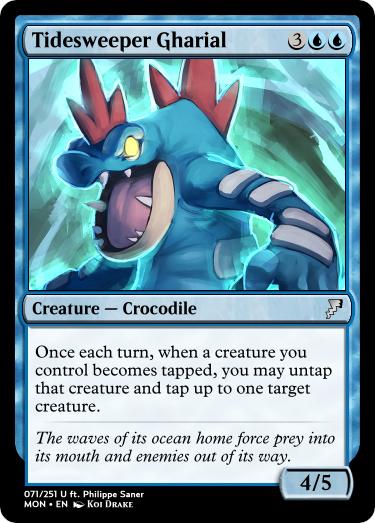 Tidesweeper Gharial 3
Creature — Crocodile
Once each turn, when a creature you
control becomes tapped, you may untap
that creature and tap up to one target
creature.
The waves of its ocean home force prey into
its mouth and enemies out of its way.
4/5
071/251 U ft. Philippe Saner
MON • EN Koi Drake